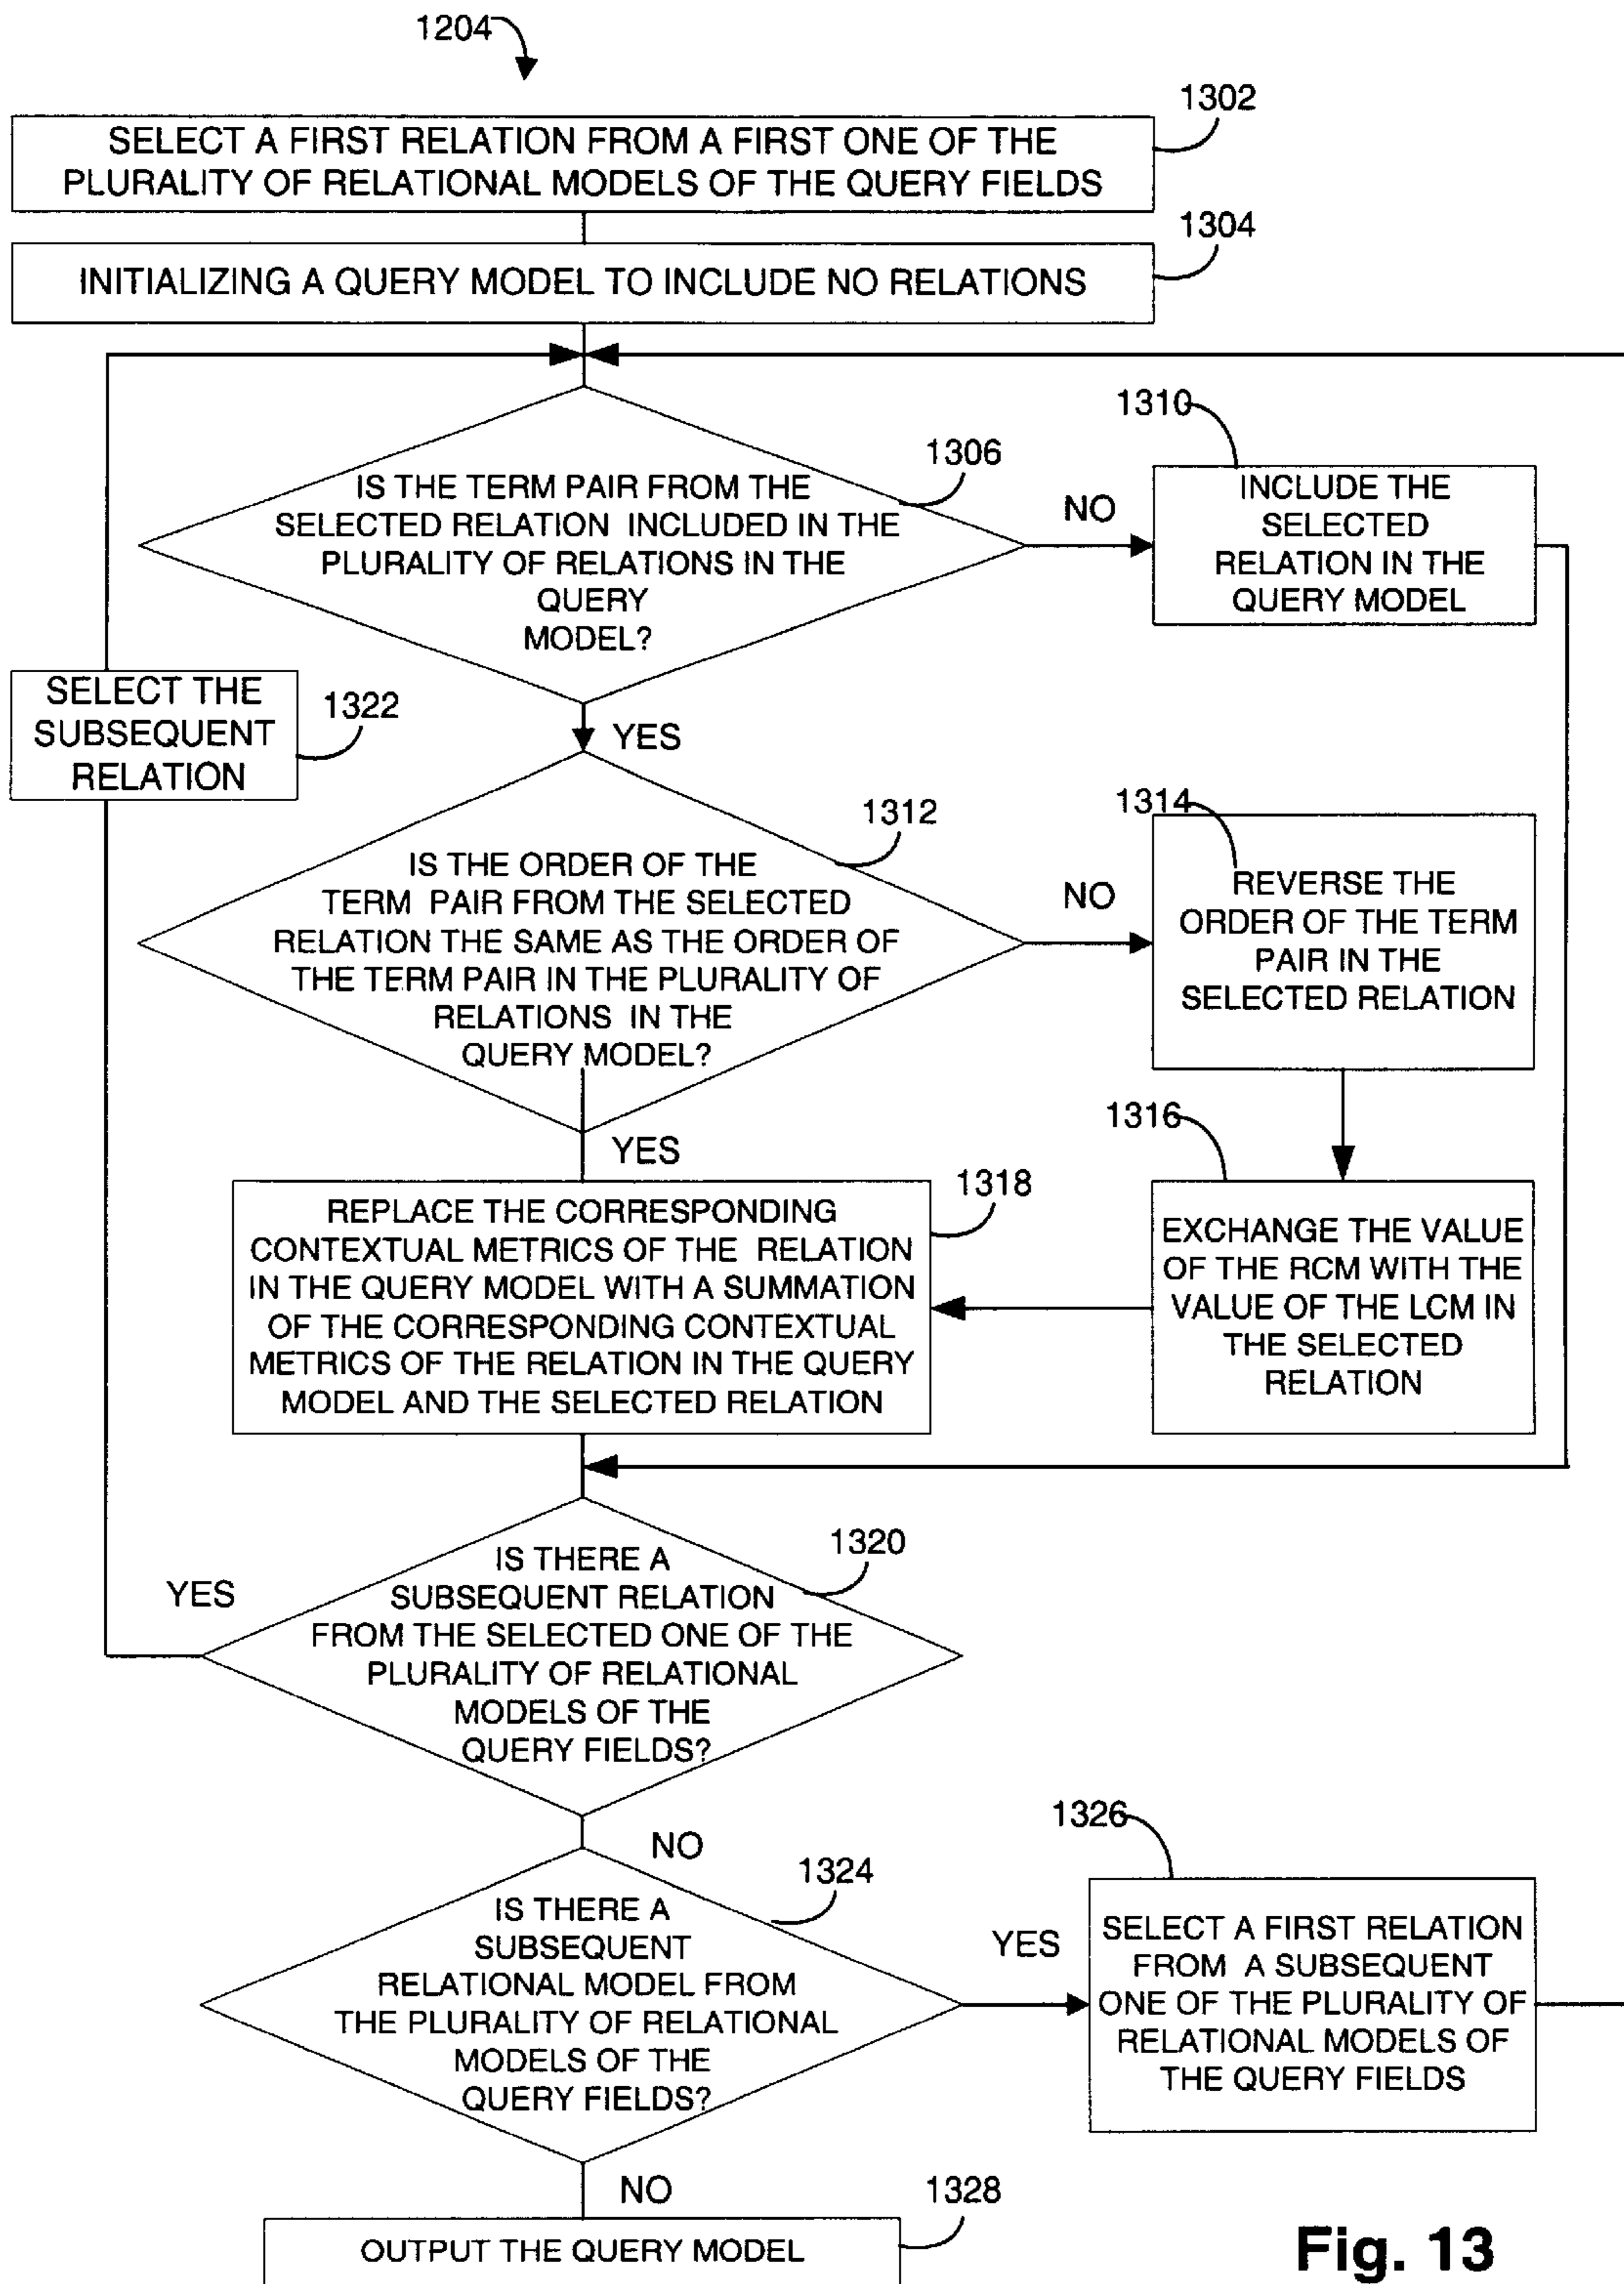 1204
1302
SELECT A FIRST RELATION FROM A FIRST ONE OF THE
PLURALITY OF RELATIONAL MODELS OF THE QUERY FIELDS
1304
INITIALIZING A QUERY MODEL TO INCLUDE NO RELATIONS
1306
IS THE TERM PAIR FROM THE
SELECTED RELATION INCLUDED IN THE
PLURALITY OF RELATIONS IN THE
QUERY
MODEL?
NO
1310
INCLUDE THE
SELECTED
RELATION IN THE
QUERY MODEL
SELECT THE
SUBSEQUENT
RELATION
1322
YES
1312
IS THE ORDER OF THE
TERM PAIR FROM THE SELECTED
RELATION THE SAME AS THE ORDER OF
THE TERM PAIR IN THE PLURALITY OF
RELATIONS IN THE
QUERY MODEL?
NO
1314
REVERSE THE
ORDER OF THE TERM
PAIR IN THE
SELECTED RELATION
YES
1316
EXCHANGE THE VALUE
OF THE RCM WITH THE
VALUE OF THE LCM IN
THE SELECTED
RELATION
1318
REPLACE THE CORRESPONDING
CONTEXTUAL METRICS OF THE RELATION
IN THE QUERY MODEL WITH A SUMMATION
OF THE CORRESPONDING CONTEXTUAL
METRICS OF THE RELATION IN THE QUERY
MODEL AND THE SELECTED RELATION
1320
IS THERE A
SUBSEQUENT RELATION
FROM THE SELECTED ONE OF THE
PLURALITY OF RELATIONAL
MODELS OF THE
QUERY FIELDS?
YES
NO
1324
IS THERE A
SUBSEQUENT
RELATIONAL MODEL FROM
THE PLURALITY OF RELATIONAL
MODELS OF THE
QUERY FIELDS?
YES
1326
SELECT A FIRST RELATION
FROM A SUBSEQUENT
ONE OF THE PLURALITY OF
RELATIONAL MODELS OF
THE QUERY FIELDS
NO
1328
OUTPUT THE QUERY MODEL
Fig. 13